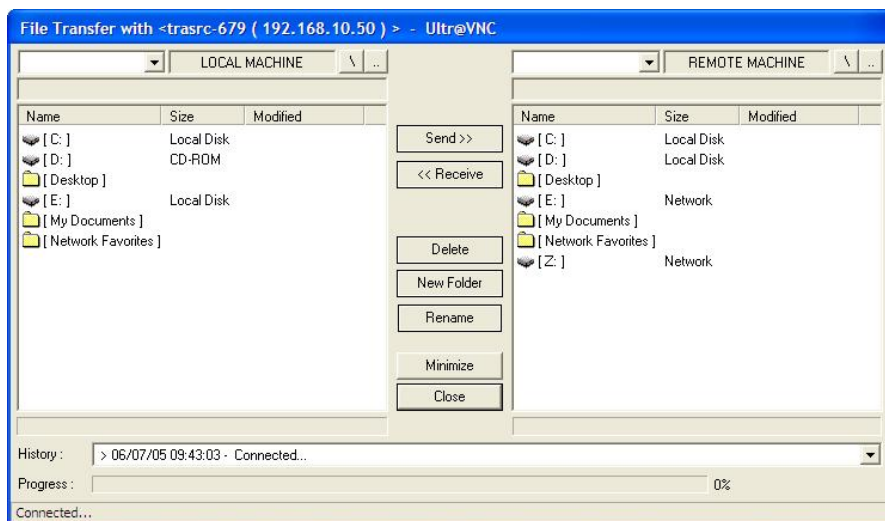 File Transfer with <trasrc-679 ( 192.168.10.50 ) > - Ultr@VNC
LOCAL MACHINE \ ..
REMOTE MACHINE \ ..
Name Size Modified
[ C: ] Local Disk
[ D: ] CD-ROM
[ Desktop ]
[ E: ] Local Disk
[ My Documents ]
[ Network Favorites ]
Send >>
<< Receive
Delete
New Folder
Rename
Minimize
Close
Name Size Modified
[ C: ] Local Disk
[ D: ] Local Disk
[ Desktop ]
[ E: ] Network
[ My Documents ]
[ Network Favorites ]
[ Z: ] Network
History : > 06/07/05 09:43:03 - Connected...
Progress : 0%
Connected...